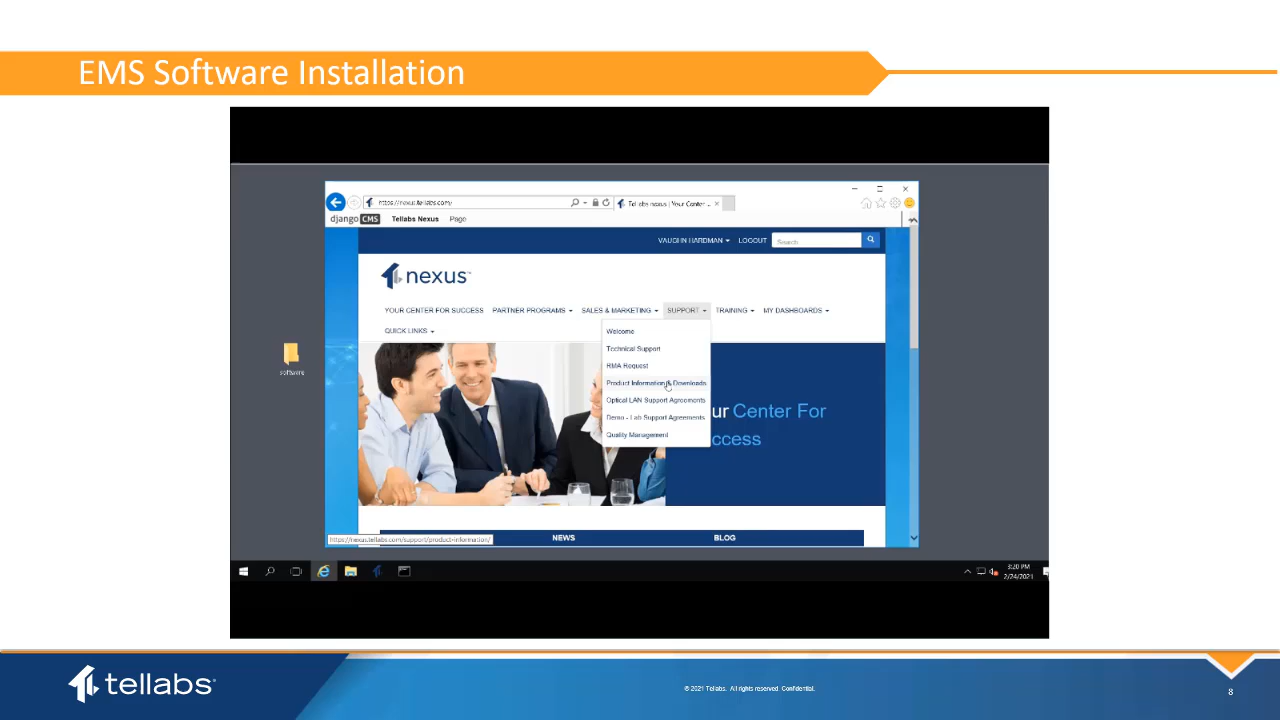 EMS Software Installation
https://nexus.tellabs.com/
Tellabs nexus | Your Center ...
django CMS Tellabs Nexus Page
VAUGHN HARDMAN LOGOUT Search
nexus
YOUR CENTER FOR SUCCESS PARTNER PROGRAMS SALES & MARKETING SUPPORT TRAINING MY DASHBOARDS
QUICK LINKS
Welcome
Technical Support
RMA Request
Product Information & Downloads
Optical LAN Support Agreements
Demo - Lab Support Agreements
Quality Management
ur Center For
ccess
software
https://nexus.tellabs.com/support/product-information/
NEWS BLOG
3:20 PM
2/24/2021
tellabs
© 2021 Tellabs. All rights reserved. Confidential.
8